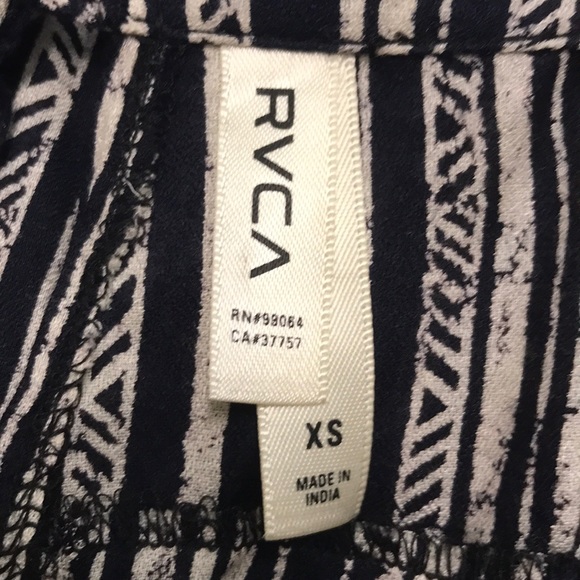 RVCA
RN#99064
CA#37757
XS
MADE IN
INDIA